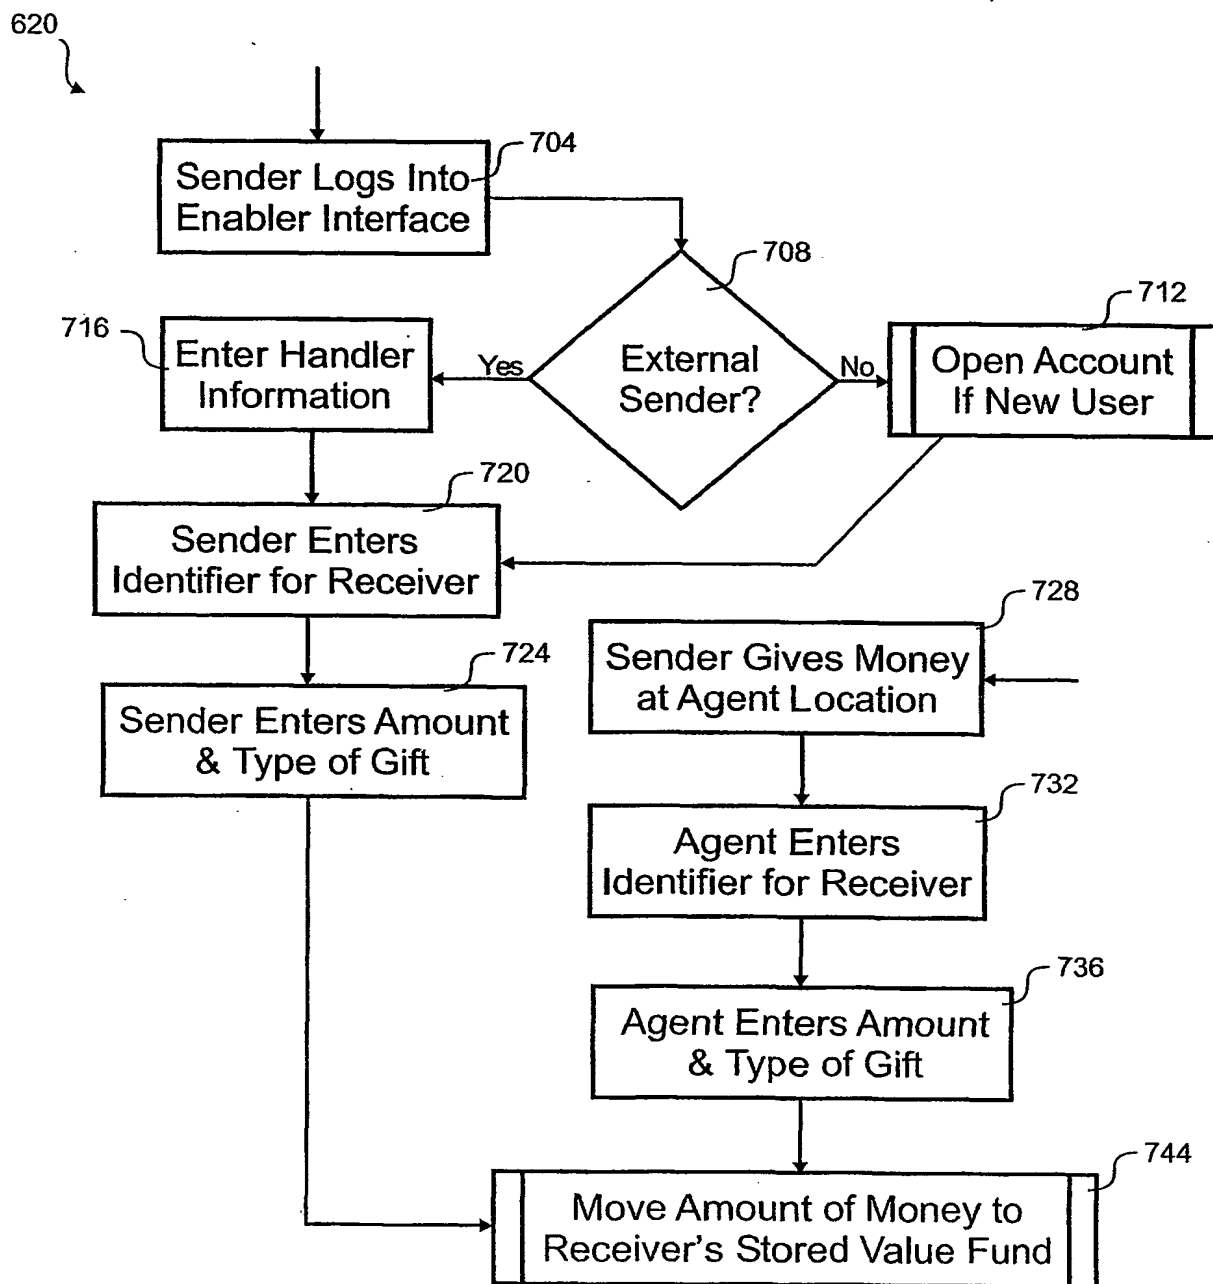 620
704
Sender Logs Into
Enabler Interface
708
External
Sender?
Yes
No
712
Open Account
If New User
716
Enter Handler
Information
720
Sender Enters
Identifier for Receiver
724
Sender Enters Amount
& Type of Gift
728
Sender Gives Money
at Agent Location
732
Agent Enters
Identifier for Receiver
736
Agent Enters Amount
& Type of Gift
744
Move Amount of Money to
Receiver's Stored Value Fund